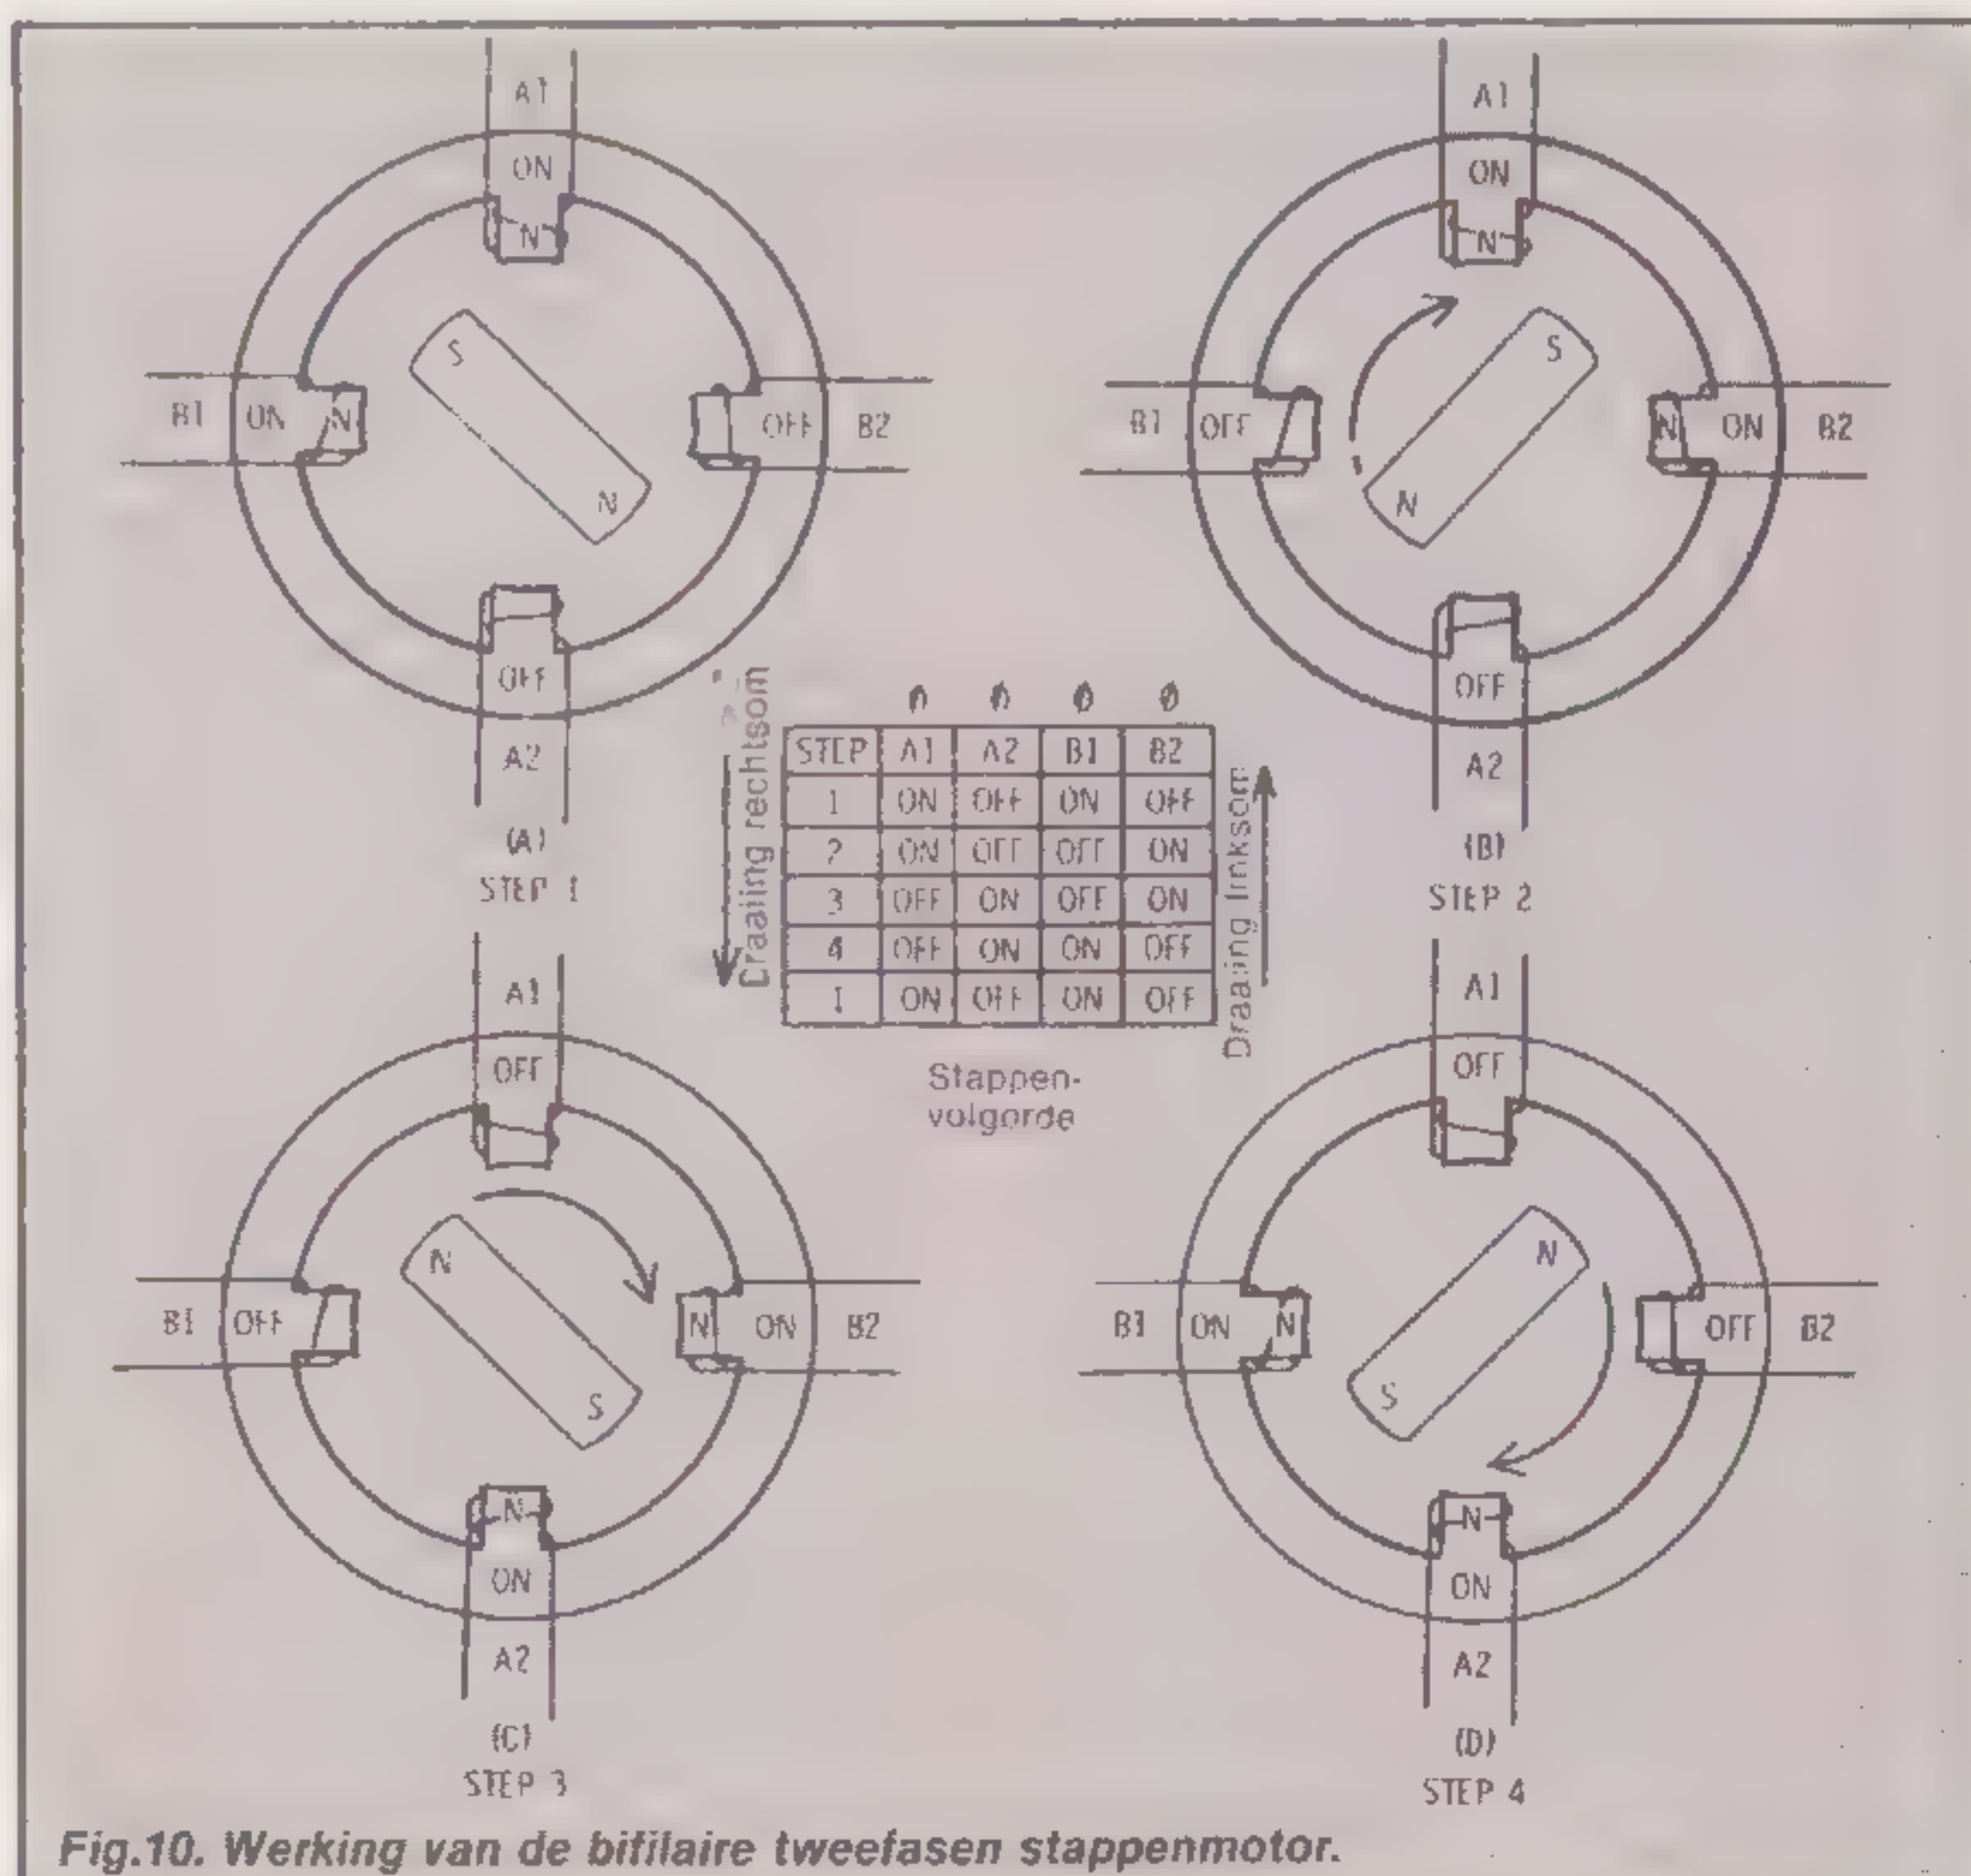 A1
ON
N
S
B1 ON N
OFF B2
N
OFF
A2
(A)
STEP 1
A1
ON
N
S
B1 OFF
N ON B2
N
OFF
A2
(B)
STEP 2
Draaiing rechtsom
STEP A1 A2 B1 B2
1 ON OFF ON OFF
2 ON OFF OFF ON
3 OFF ON OFF ON
4 OFF ON ON OFF
1 ON OFF ON OFF
Draaiing linksom
Stappen-
volgorde
A1
OFF
N
B1 OFF
N ON B2
S
N
ON
A2
(C)
STEP 3
A1
OFF
N
B1 ON N
OFF B2
S
N
ON
A2
(D)
STEP 4
Fig.10. Werking van de bifilaire tweefasen stappenmotor.